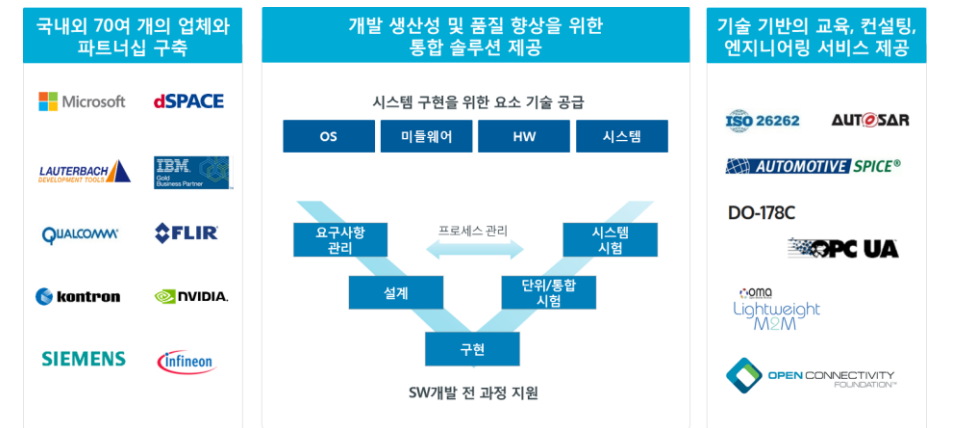 국내외 70여 개의 업체와
파트너십 구축
Microsoft
dSPACE
LAUTERBACH
DEVELOPMENT TOOLS
IBM
Gold
Business Partner
QUALCOMM
FLIR
kontron
NVIDIA.
SIEMENS
infineon
개발 생산성 및 품질 향상을 위한
통합 솔루션 제공
시스템 구현을 위한 요소 기술 공급
OS
미들웨어
HW
시스템
요구사항
관리
프로세스 관리
시스템
시험
설계
단위/통합
시험
구현
SW개발 전 과정 지원
기술 기반의 교육, 컨설팅,
엔지니어링 서비스 제공
ISO 26262
AUTOSAR
AUTOMOTIVE SPICE®
DO-178C
OPC UA
oma
Lightweight
M2M
OPEN CONNECTIVITY
FOUNDATION™